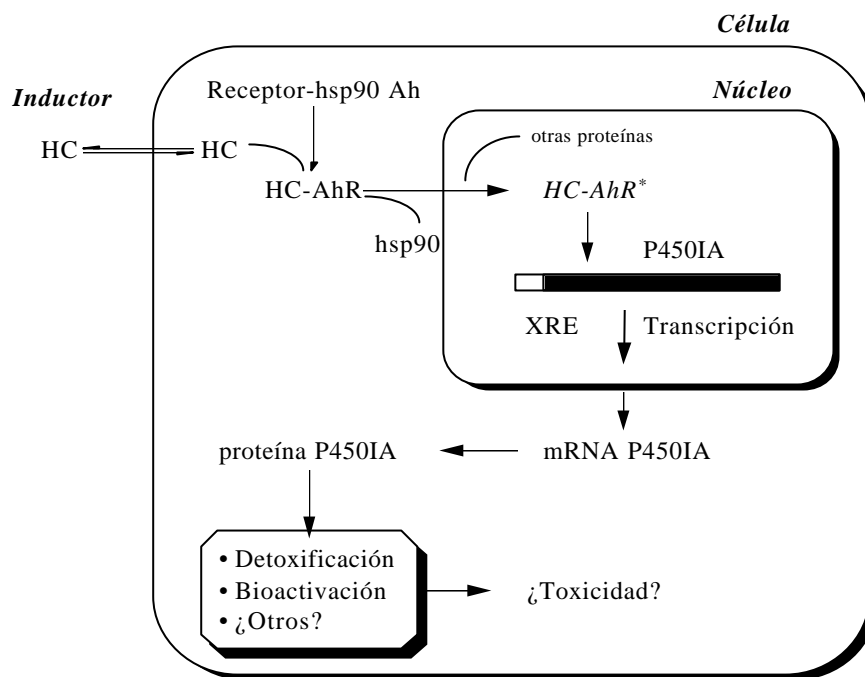 Célula
Receptor-hsp90 Ah
Inductor
Núcleo
otras proteínas
HC
HC
HC-AhR
HC-AhR*
hsp90
P450IA
XRE
Transcripción
proteína P450IA
mRNA P450IA
• Detoxificación
• Bioactivación
• ¿Otros?
¿Toxicidad?